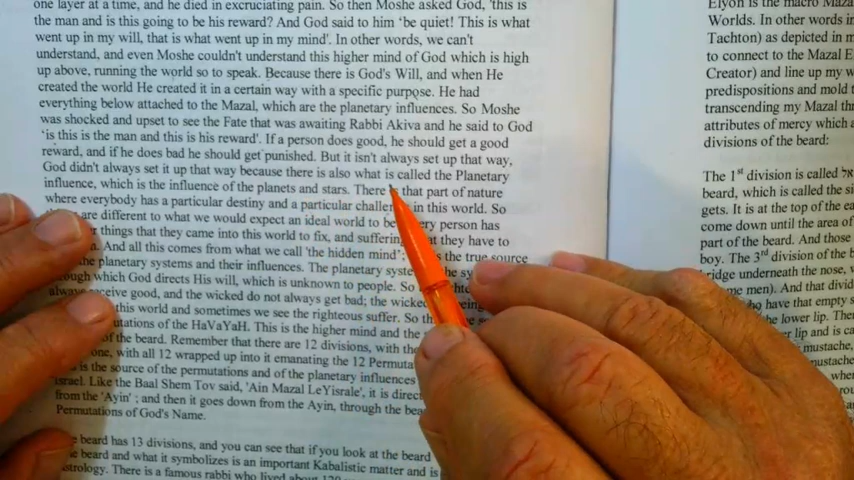 one layer at a time, and he died in excruciating pain. So then Moshe asked God, 'this is
the man and is this going to be his reward? And God said to him 'be quiet! This is what
went up in my will, that is what went up in my mind'. In other words, we can't
understand, and even Moshe couldn't understand this higher mind of God which is high
up above, running the world so to speak. Because there is God's Will, and when He
created the world He created it in a certain way with a specific purpose. He had
everything below attached to the Mazal, which are the planetary influences. So Moshe
was shocked and upset to see the Fate that was awaiting Rabbi Akiva and he said to God
'is this is the man and this is his reward'. If a person does good, he should get a good
reward, and if he does bad he should get punished. But it isn't always set up that way,
God didn't always set it up that way because there is also what is called the Planetary
influence, which is the influence of the planets and stars. There is that part of nature
where everybody has a particular destiny and a particular in this world. So
are different to what we would expect an ideal world to be person has
things that they came into this world to fix, and suffering they have to
And all this comes from what we call 'the hidden mind'; is the true source
the planetary systems and their influences. The planetary
through which God directs His will, which is unknown to people. So
always receive good, and the wicked do not always get bad; the wicked
this world and sometimes we see the righteous suffer. So
of the HaVaYaH. This is the higher mind and the
of the beard. Remember that there are 12 divisions, with the
one, with all 12 wrapped up into it emanating the 12
is the source of the permutations and of the planetary influences
Israel. Like the Baal Shem Tov said, 'Ain Mazal LeYisrale', it is
from the 'Ayin' ; and then it goes down from the Ayin, through the
Permutations of God's Name.
beard has 13 divisions, and you can see that if you look at the beard
beard and what it symbolizes is an important Kabalistic matter and is
There is a famous rabbi who lived about
Elyon is the macro
Worlds. In other words in
Tachton) as depicted in
to connect to the Mazal
Creator) and line up my
predispositions and mold
transcending my Mazal
attributes of mercy which
divisions of the beard:
The 1st division is called
beard, which is called the
gets. It is at the top of the
come down until the area of
part of the beard. And those
boy. The 3rd division of the
ridge underneath the nose,
men). And that
have that empty
the lower lip. Then
lip and is
mustache,
when